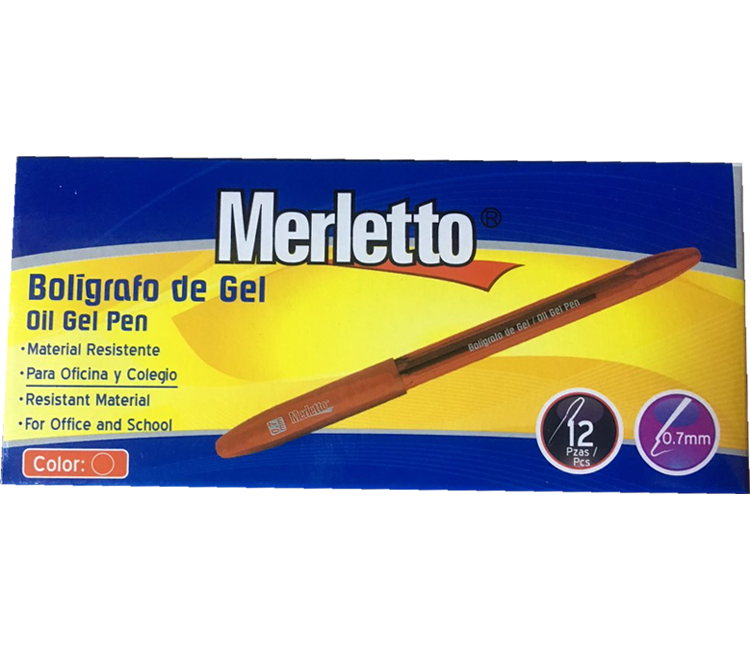 Merletto®
Bolígrafo de Gel
Oil Gel Pen
• Material Resistente
• Para Oficina y Colegio
• Resistant Material
• For Office and School
Color:
Bolígrafo de Gel / Oil Gel Pen
Merletto
12
Pzas /
Pcs
0.7mm